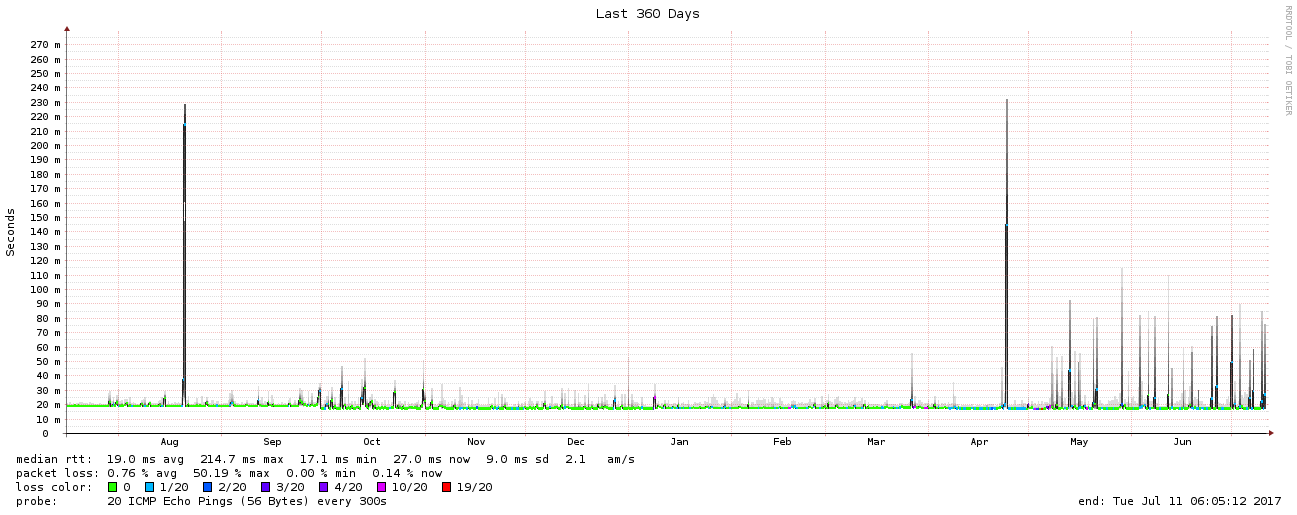 Last 360 Days
RRDTOOL / TOBI OETIKER
Seconds
270 m
260 m
250 m
240 m
230 m
220 m
210 m
200 m
190 m
180 m
170 m
160 m
150 m
140 m
130 m
120 m
110 m
100 m
90 m
80 m
70 m
60 m
50 m
40 m
30 m
20 m
10 m
0
Aug Sep Oct Nov Dec Jan Feb Mar Apr May Jun
median rtt: 19.0 ms avg 214.7 ms max 17.1 ms min 27.0 ms now 9.0 ms sd 2.1 am/s
packet loss: 0.76 % avg 50.19 % max 0.00 % min 0.14 % now
loss color: 0 1/20 2/20 3/20 4/20 10/20 19/20
probe: 20 ICMP Echo Pings (56 Bytes) every 300s end: Tue Jul 11 06:05:12 2017